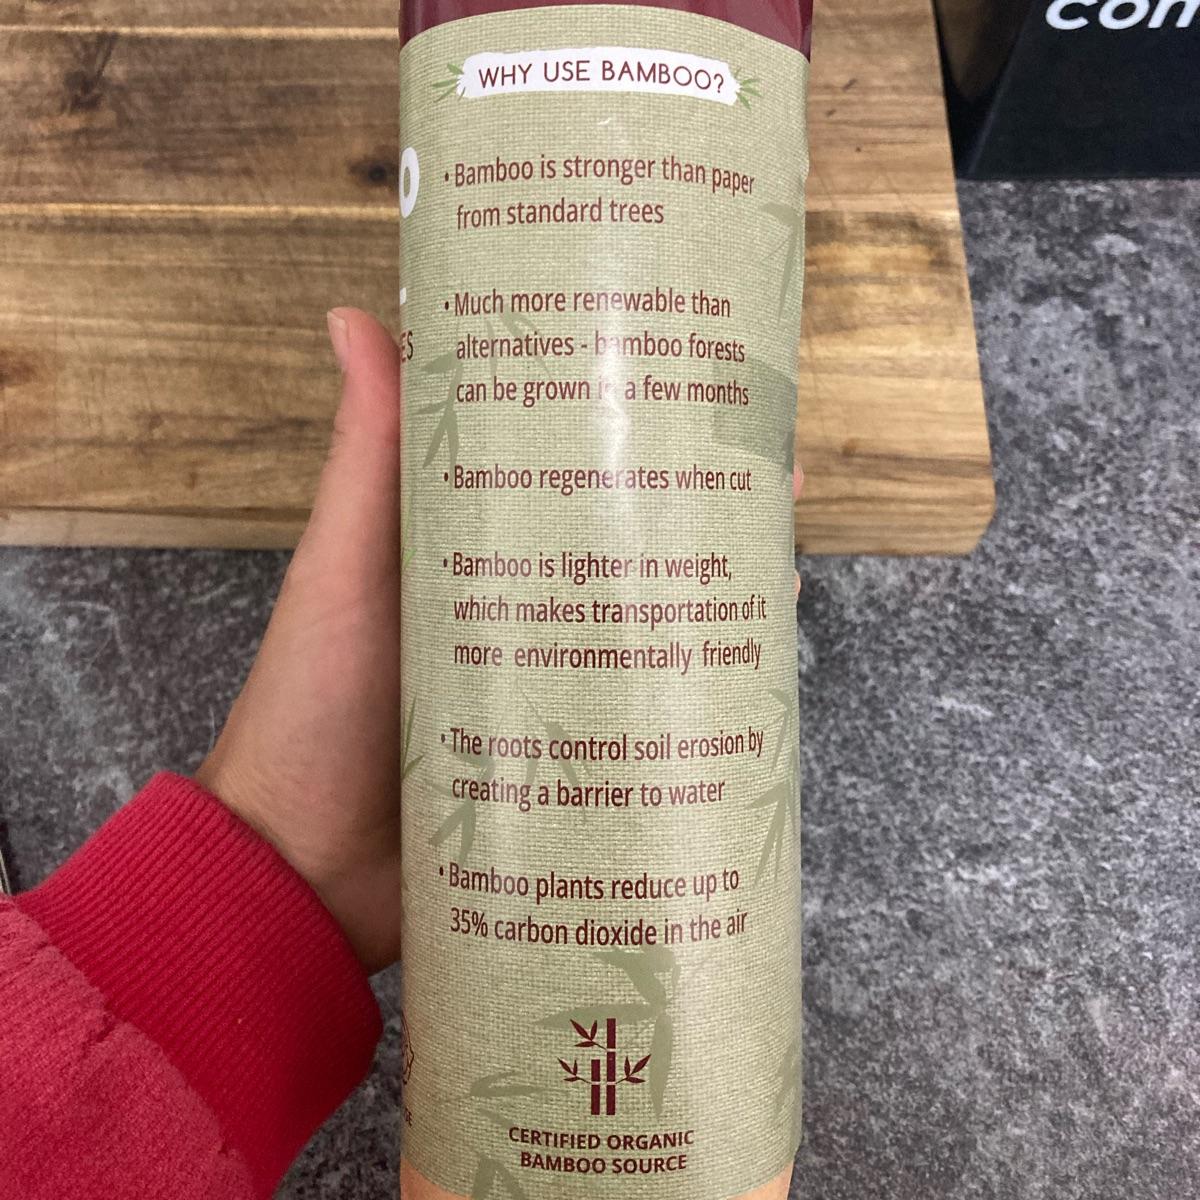 con
WHY USE BAMBOO?
• Bamboo is stronger than paper
from standard trees
• Much more renewable than
alternatives - bamboo forests
can be grown in a few months
• Bamboo regenerates when cut
• Bamboo is lighter in weight,
which makes transportation of it
more environmentally friendly
• The roots control soil erosion by
creating a barrier to water
• Bamboo plants reduce up to
35% carbon dioxide in the air
CERTIFIED ORGANIC
BAMBOO SOURCE
O
ES